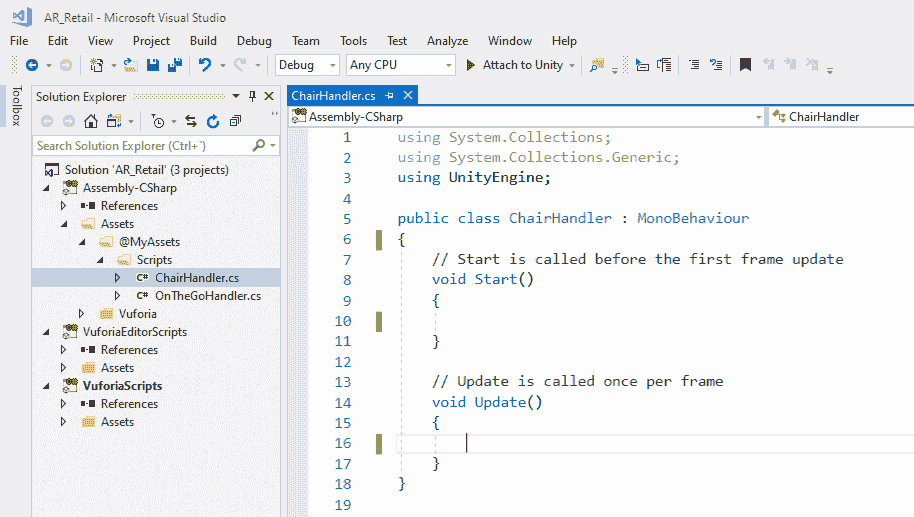 AR_Retail - Microsoft Visual Studio
File Edit View Project Build Debug Team Tools Test Analyze Window Help
Debug Any CPU Attach to Unity
Toolbox
Solution Explorer
Search Solution Explorer (Ctrl+¨)
Solution 'AR_Retail' (3 projects)
Assembly-CSharp
References
Assets
@MyAssets
Scripts
C# ChairHandler.cs
C# OnTheGoHandler.cs
Vuforia
VuforiaEditorScripts
References
Assets
VuforiaScripts
References
Assets
ChairHandler.cs
Assembly-CSharp ChairHandler
1 using System.Collections;
2 using System.Collections.Generic;
3 using UnityEngine;
4
5 public class ChairHandler : MonoBehaviour
6 {
7 // Start is called before the first frame update
8 void Start()
9 {
10
11 }
12
13 // Update is called once per frame
14 void Update()
15 {
16
17 }
18 }
19